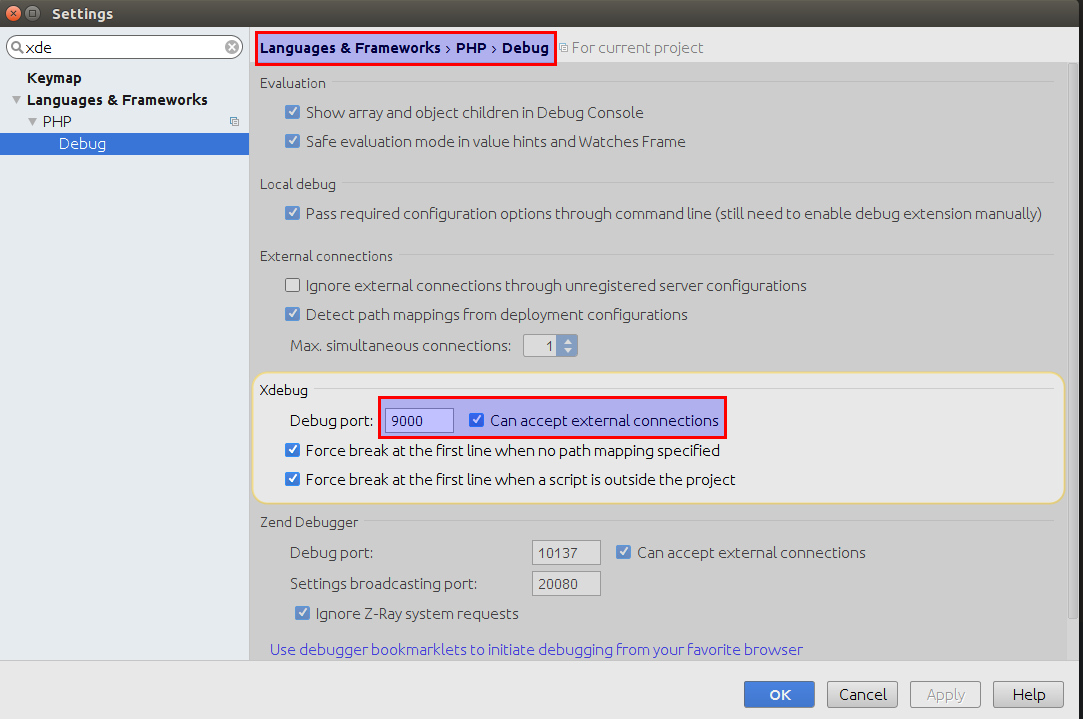 Settings
xde
Languages & Frameworks › PHP › Debug For current project
Keymap
Languages & Frameworks
PHP
Debug
Evaluation
Show array and object children in Debug Console
Safe evaluation mode in value hints and Watches Frame
Local debug
Pass required configuration options through command line (still need to enable debug extension manually)
External connections
Ignore external connections through unregistered server configurations
Detect path mappings from deployment configurations
Max. simultaneous connections: 1
Xdebug
Debug port: 9000 Can accept external connections
Force break at the first line when no path mapping specified
Force break at the first line when a script is outside the project
Zend Debugger
Debug port: 10137 Can accept external connections
Settings broadcasting port: 20080
Ignore Z-Ray system requests
Use debugger bookmarklets to initiate debugging from your favorite browser
OK Cancel Apply Help